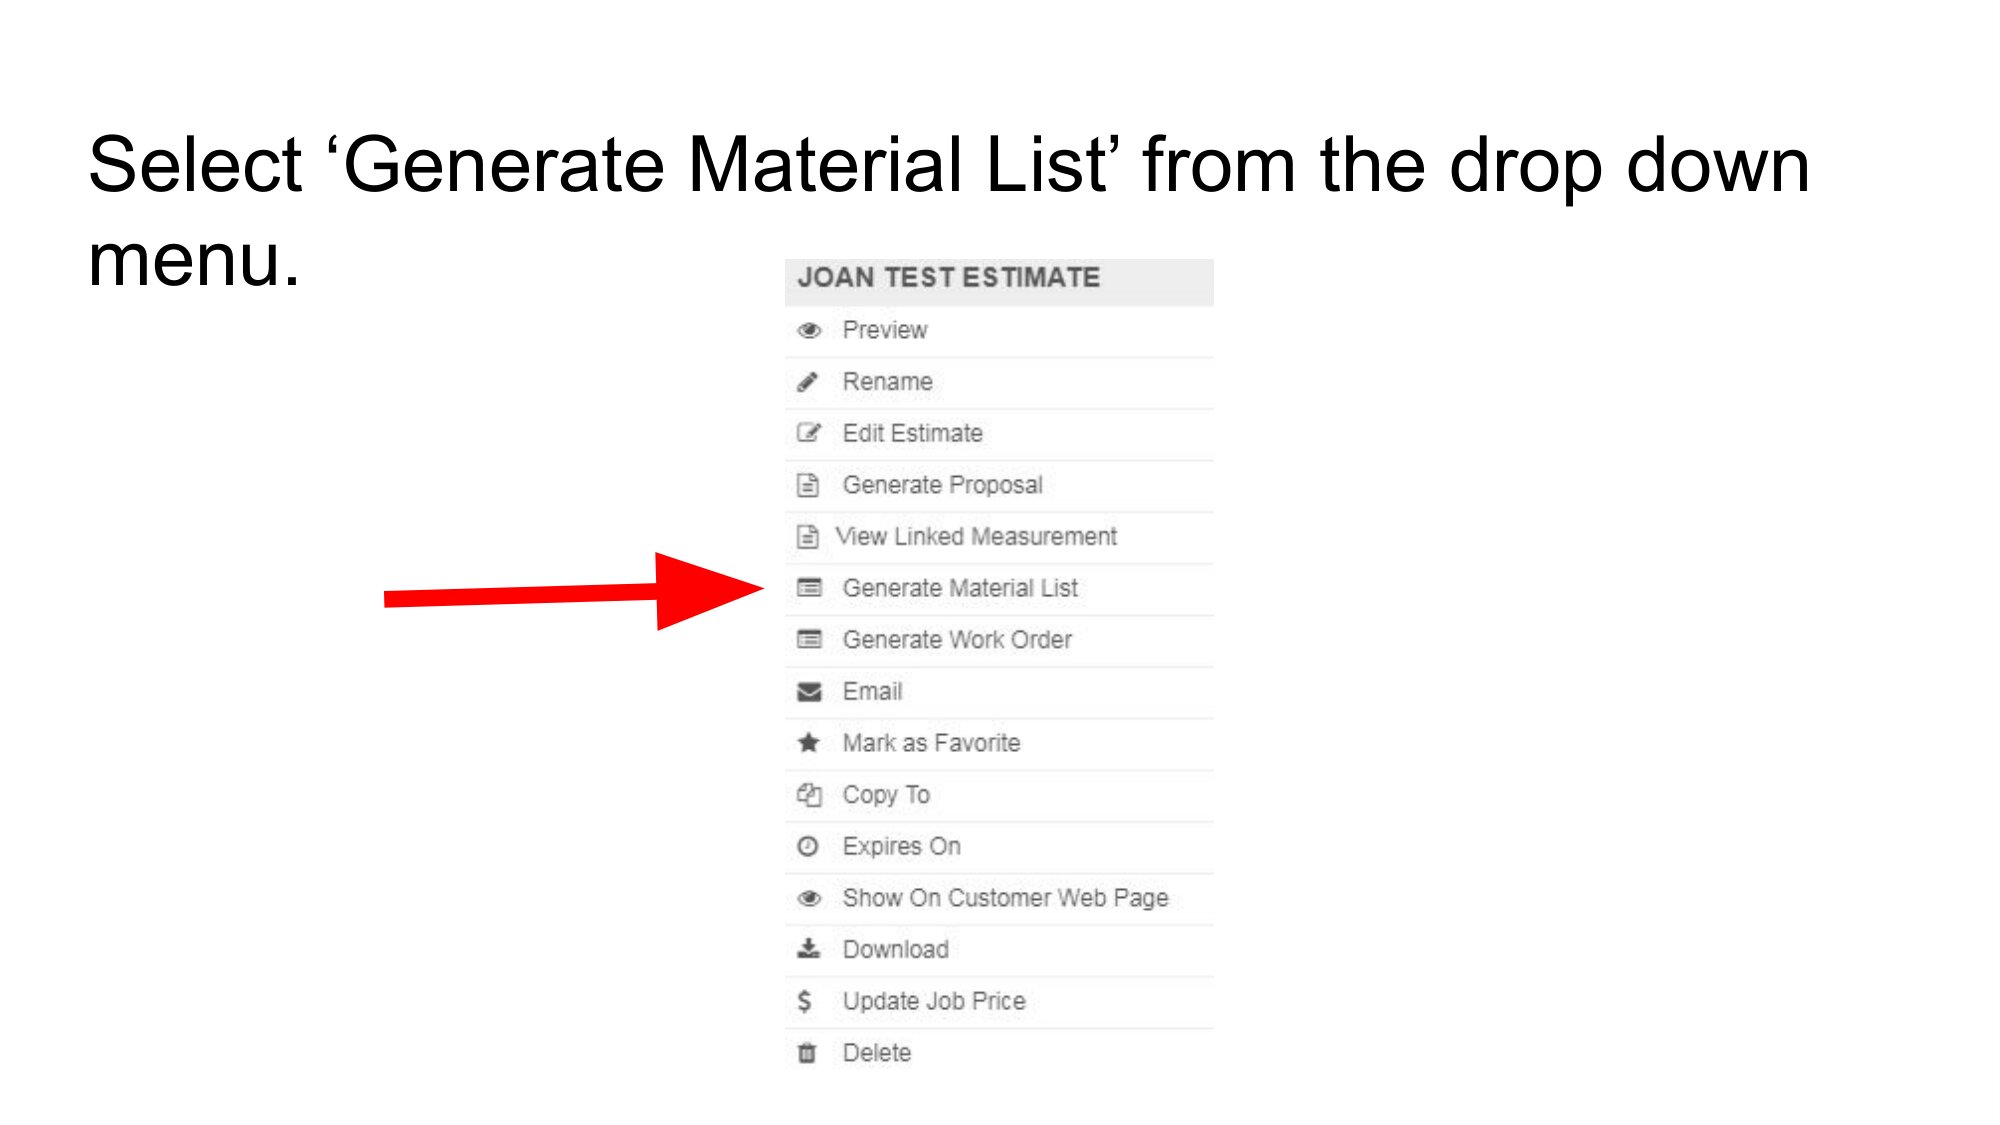 Select ‘Generate Material List’ from the drop down
menu.
JOAN TEST ESTIMATE
Preview
Rename
Edit Estimate
Generate Proposal
View Linked Measurement
Generate Material List
Generate Work Order
Email
Mark as Favorite
Copy To
Expires On
Show On Customer Web Page
Download
Update Job Price
Delete